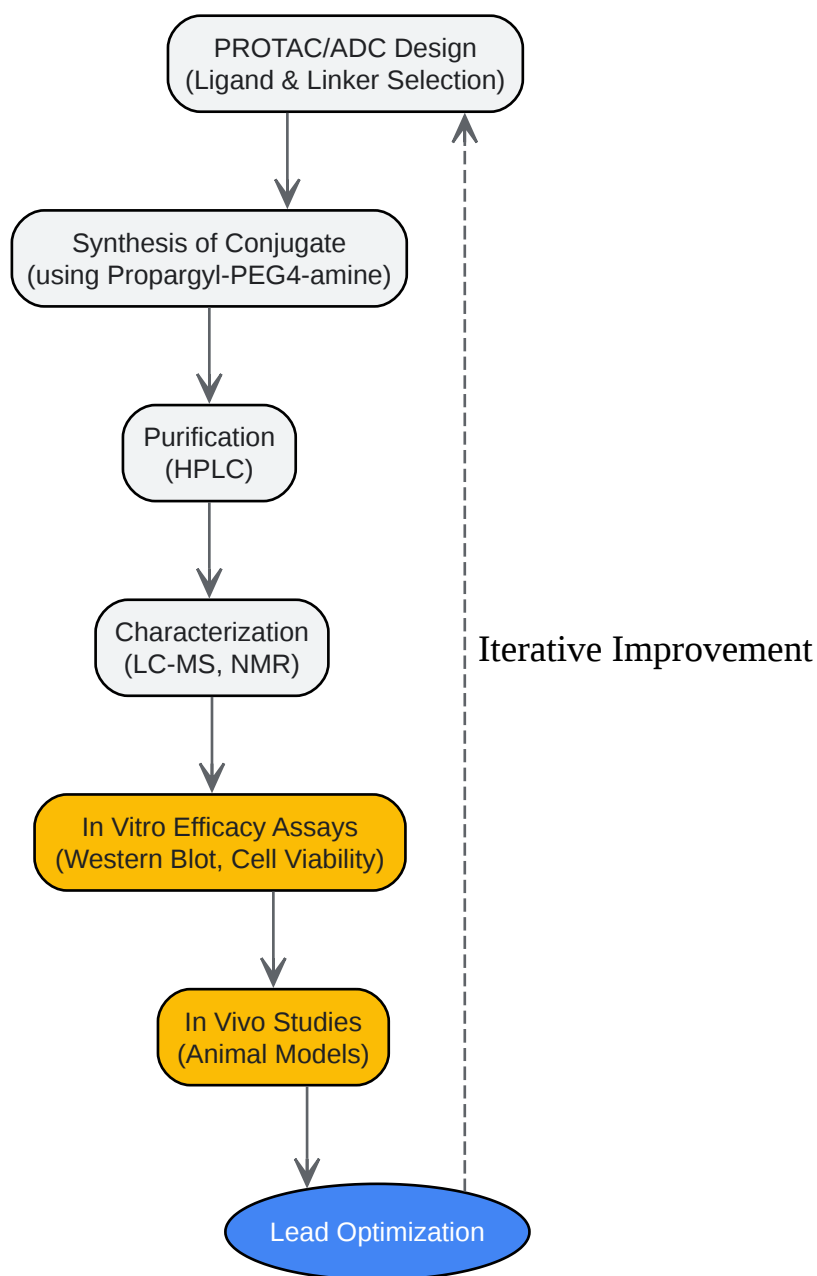 PROTAC/ADC Design
(Ligand & Linker Selection)
Synthesis of Conjugate
(using Propargyl-PEG4-amine)
Purification
(HPLC)
Characterization
(LC-MS, NMR)
Iterative Improvement
In Vitro Efficacy Assays
(Western Blot, Cell Viability)
In Vivo Studies
(Animal Models)
Lead Optimization